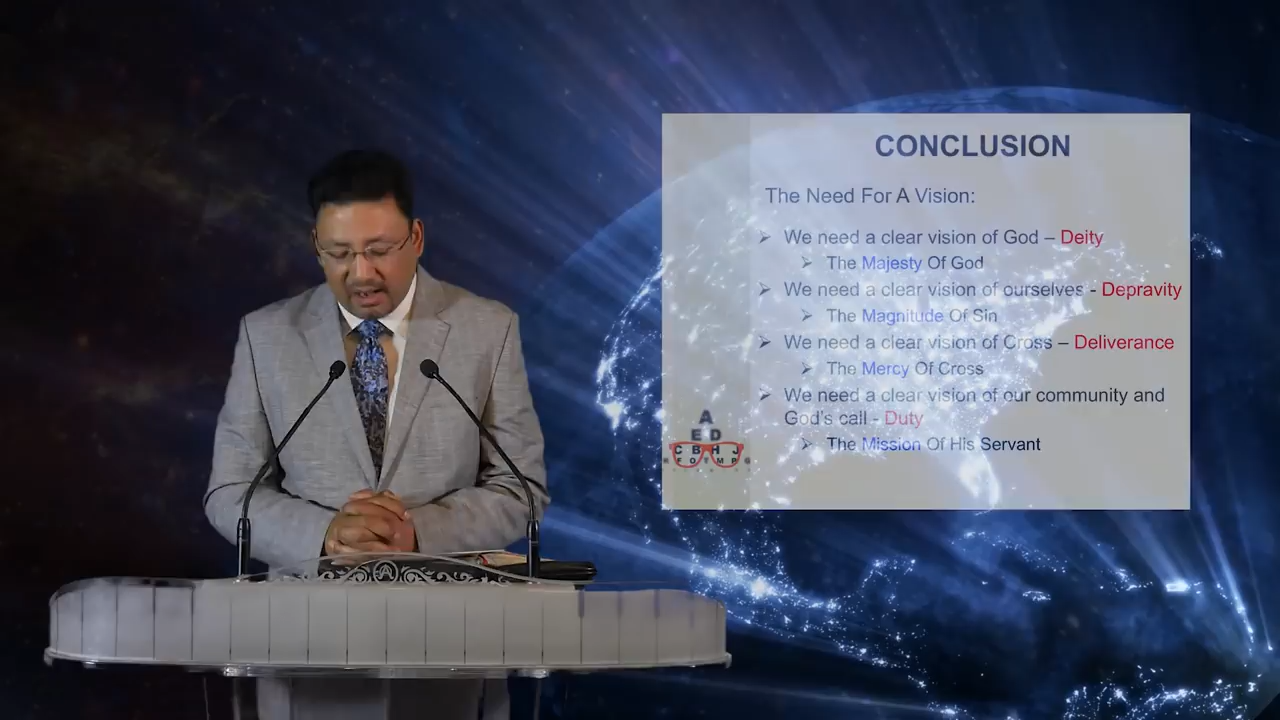 CONCLUSION
The Need For A Vision:
➢ We need a clear vision of God – Deity
➢ The Majesty Of God
➢ We need a clear vision of ourselves - Depravity
➢ The Magnitude Of Sin
➢ We need a clear vision of Cross – Deliverance
➢ The Mercy Of Cross
➢ We need a clear vision of our community and
God's call - Duty
➢ The Mission Of His Servant
A
E D
C B H J